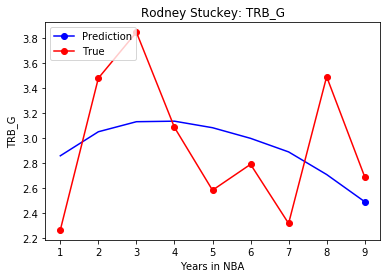 Rodney Stuckey: TRB_G
Prediction
True
3.8
3.6
3.4
3.2
3.0
2.8
2.6
2.4
2.2
TRB_G
1 2 3 4 5 6 7 8 9
Years in NBA